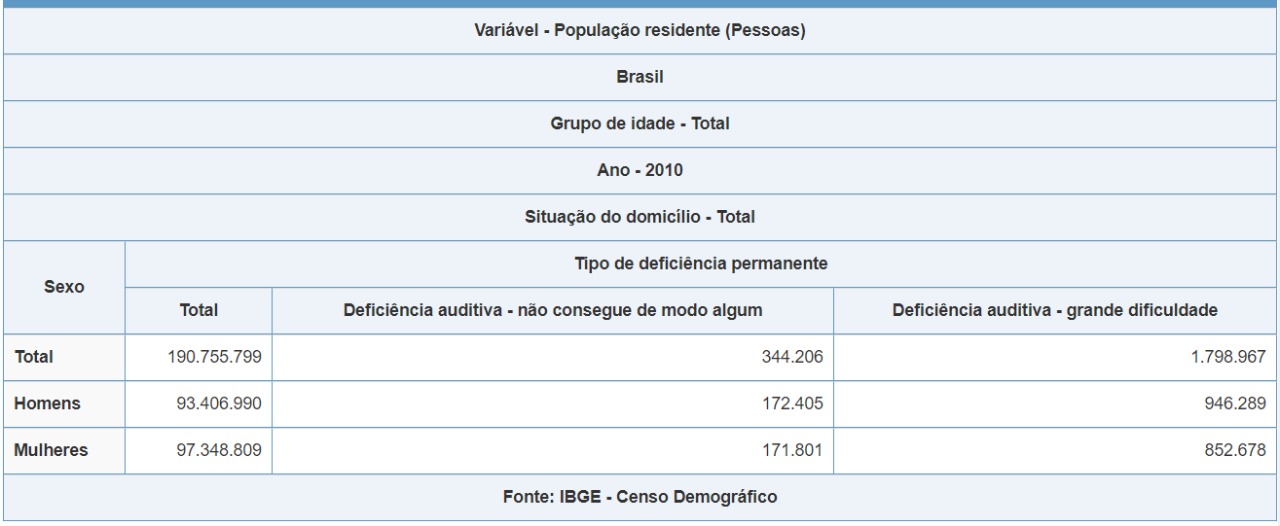 Variável - População residente (Pessoas)
Brasil
Grupo de idade - Total
Ano - 2010
Situação do domicílio - Total
Sexo
Tipo de deficiência permanente
Total Deficiência auditiva - não consegue de modo algum Deficiência auditiva - grande dificuldade
Total 190.755.799 344.206 1.798.967
Homens 93.406.990 172.405 946.289
Mulheres 97.348.809 171.801 852.678
Fonte: IBGE - Censo Demográfico